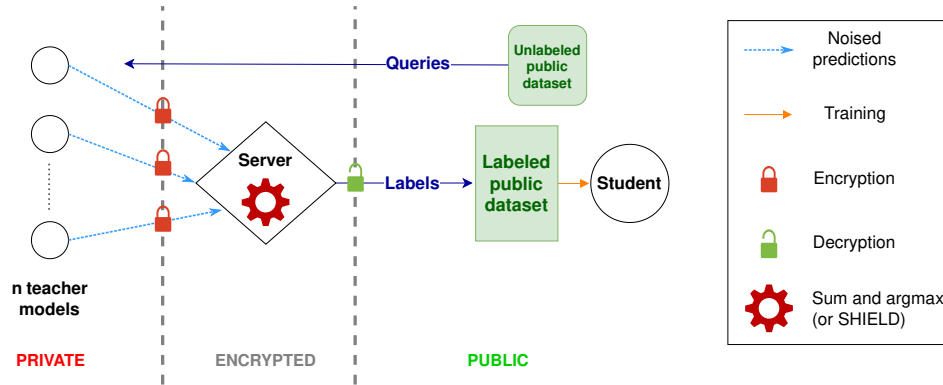 Queries
Unlabeled
public
dataset
Server
Labels
Labeled
public
dataset
Student
n teacher
models
PRIVATE
ENCRYPTED
PUBLIC
Noised
predictions
Training
Encryption
Decryption
Sum and argmax
(or SHIELD)